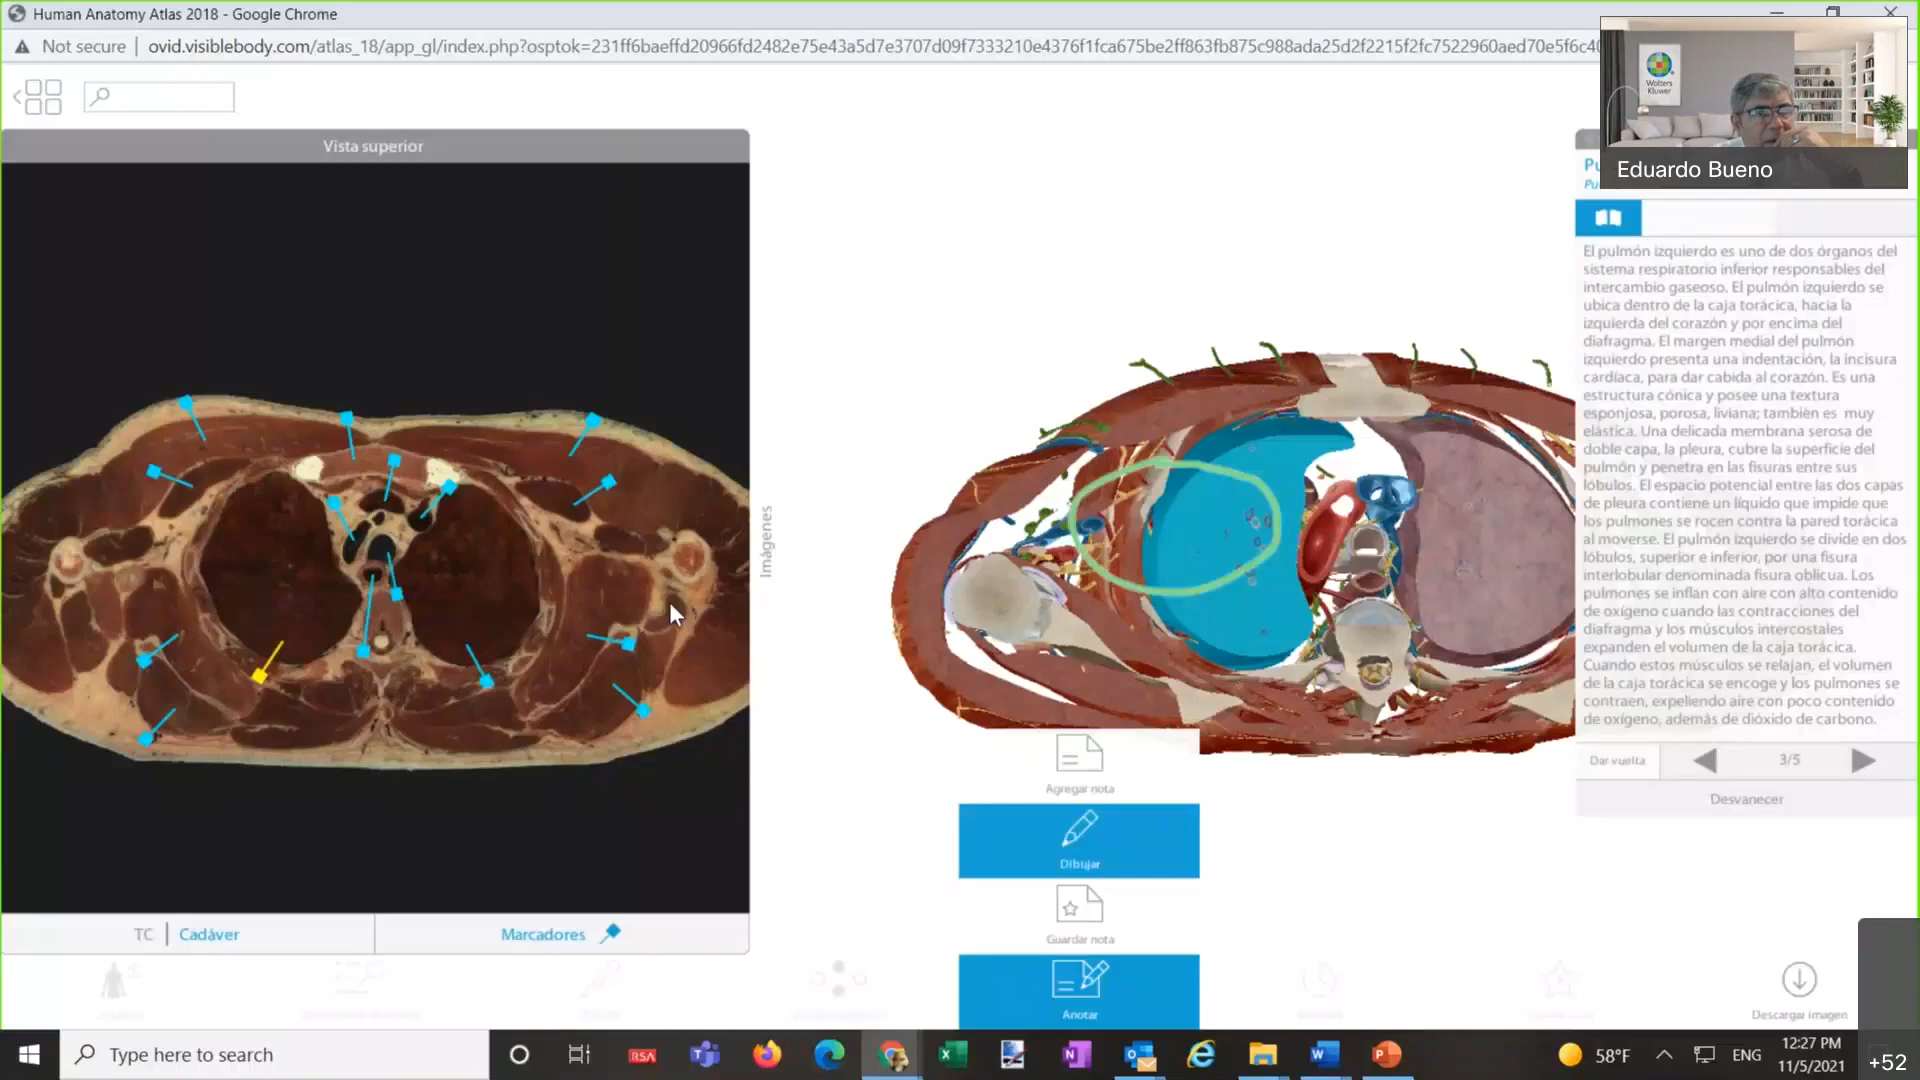 Human Anatomy Atlas 2018 - Google Chrome
Not secure
ovid.visiblebody.com/atlas_18/app_gl/index.php?osptok=231ff6baeffd20966fd2482e75e43a5d7e3707d09f7333210e4376f1fca675be2ff863fb875c988ada25d2f2215f2fc7522960aed70e5f6c40
Wolters
Kluwer
Eduardo Bueno
Vista superior
Imágenes
El pulmón izquierdo es uno de dos órganos del
sistema respiratorio inferior responsables del
intercambio gaseoso. El pulmón izquierdo se
ubica dentro de la caja torácica, hacia la
izquierda del corazón y por encima del
diafragma. El margen medial del pulmón
izquierdo presenta una indentación, la incisura
cardíaca, para dar cabida al corazón. Es una
estructura cónica y posee una textura
esponjosa, porosa, liviana; también es muy
elástica. Una delicada membrana serosa de
doble capa, la pleura, cubre la superficie del
pulmón y penetra en las fisuras entre sus
lóbulos. El espacio potencial entre las dos capas
de pleura contiene un líquido que impide que
los pulmones se rocen contra la pared torácica
al moverse. El pulmón izquierdo se divide en dos
lóbulos, superior e inferior, por una fisura
interlobular denominada fisura oblicua. Los
pulmones se inflan con aire con alto contenido
de oxígeno cuando las contracciones del
diafragma y los músculos intercostales
expanden el volumen de la caja torácica.
Cuando estos músculos se relajan, el volumen
de la caja torácica se encoge y los pulmones se
contraen, expeliendo aire con poco contenido
de oxígeno, además de dióxido de carbono.
Dar vuelta
3/5
Desvanecer
Agregar nota
Dibujar
Guardar nota
Anotar
TC | Cadáver
Marcadores
Descargar imagen
Type here to search
RSA
58°F
ENG
12:27 PM
11/5/2021
+52